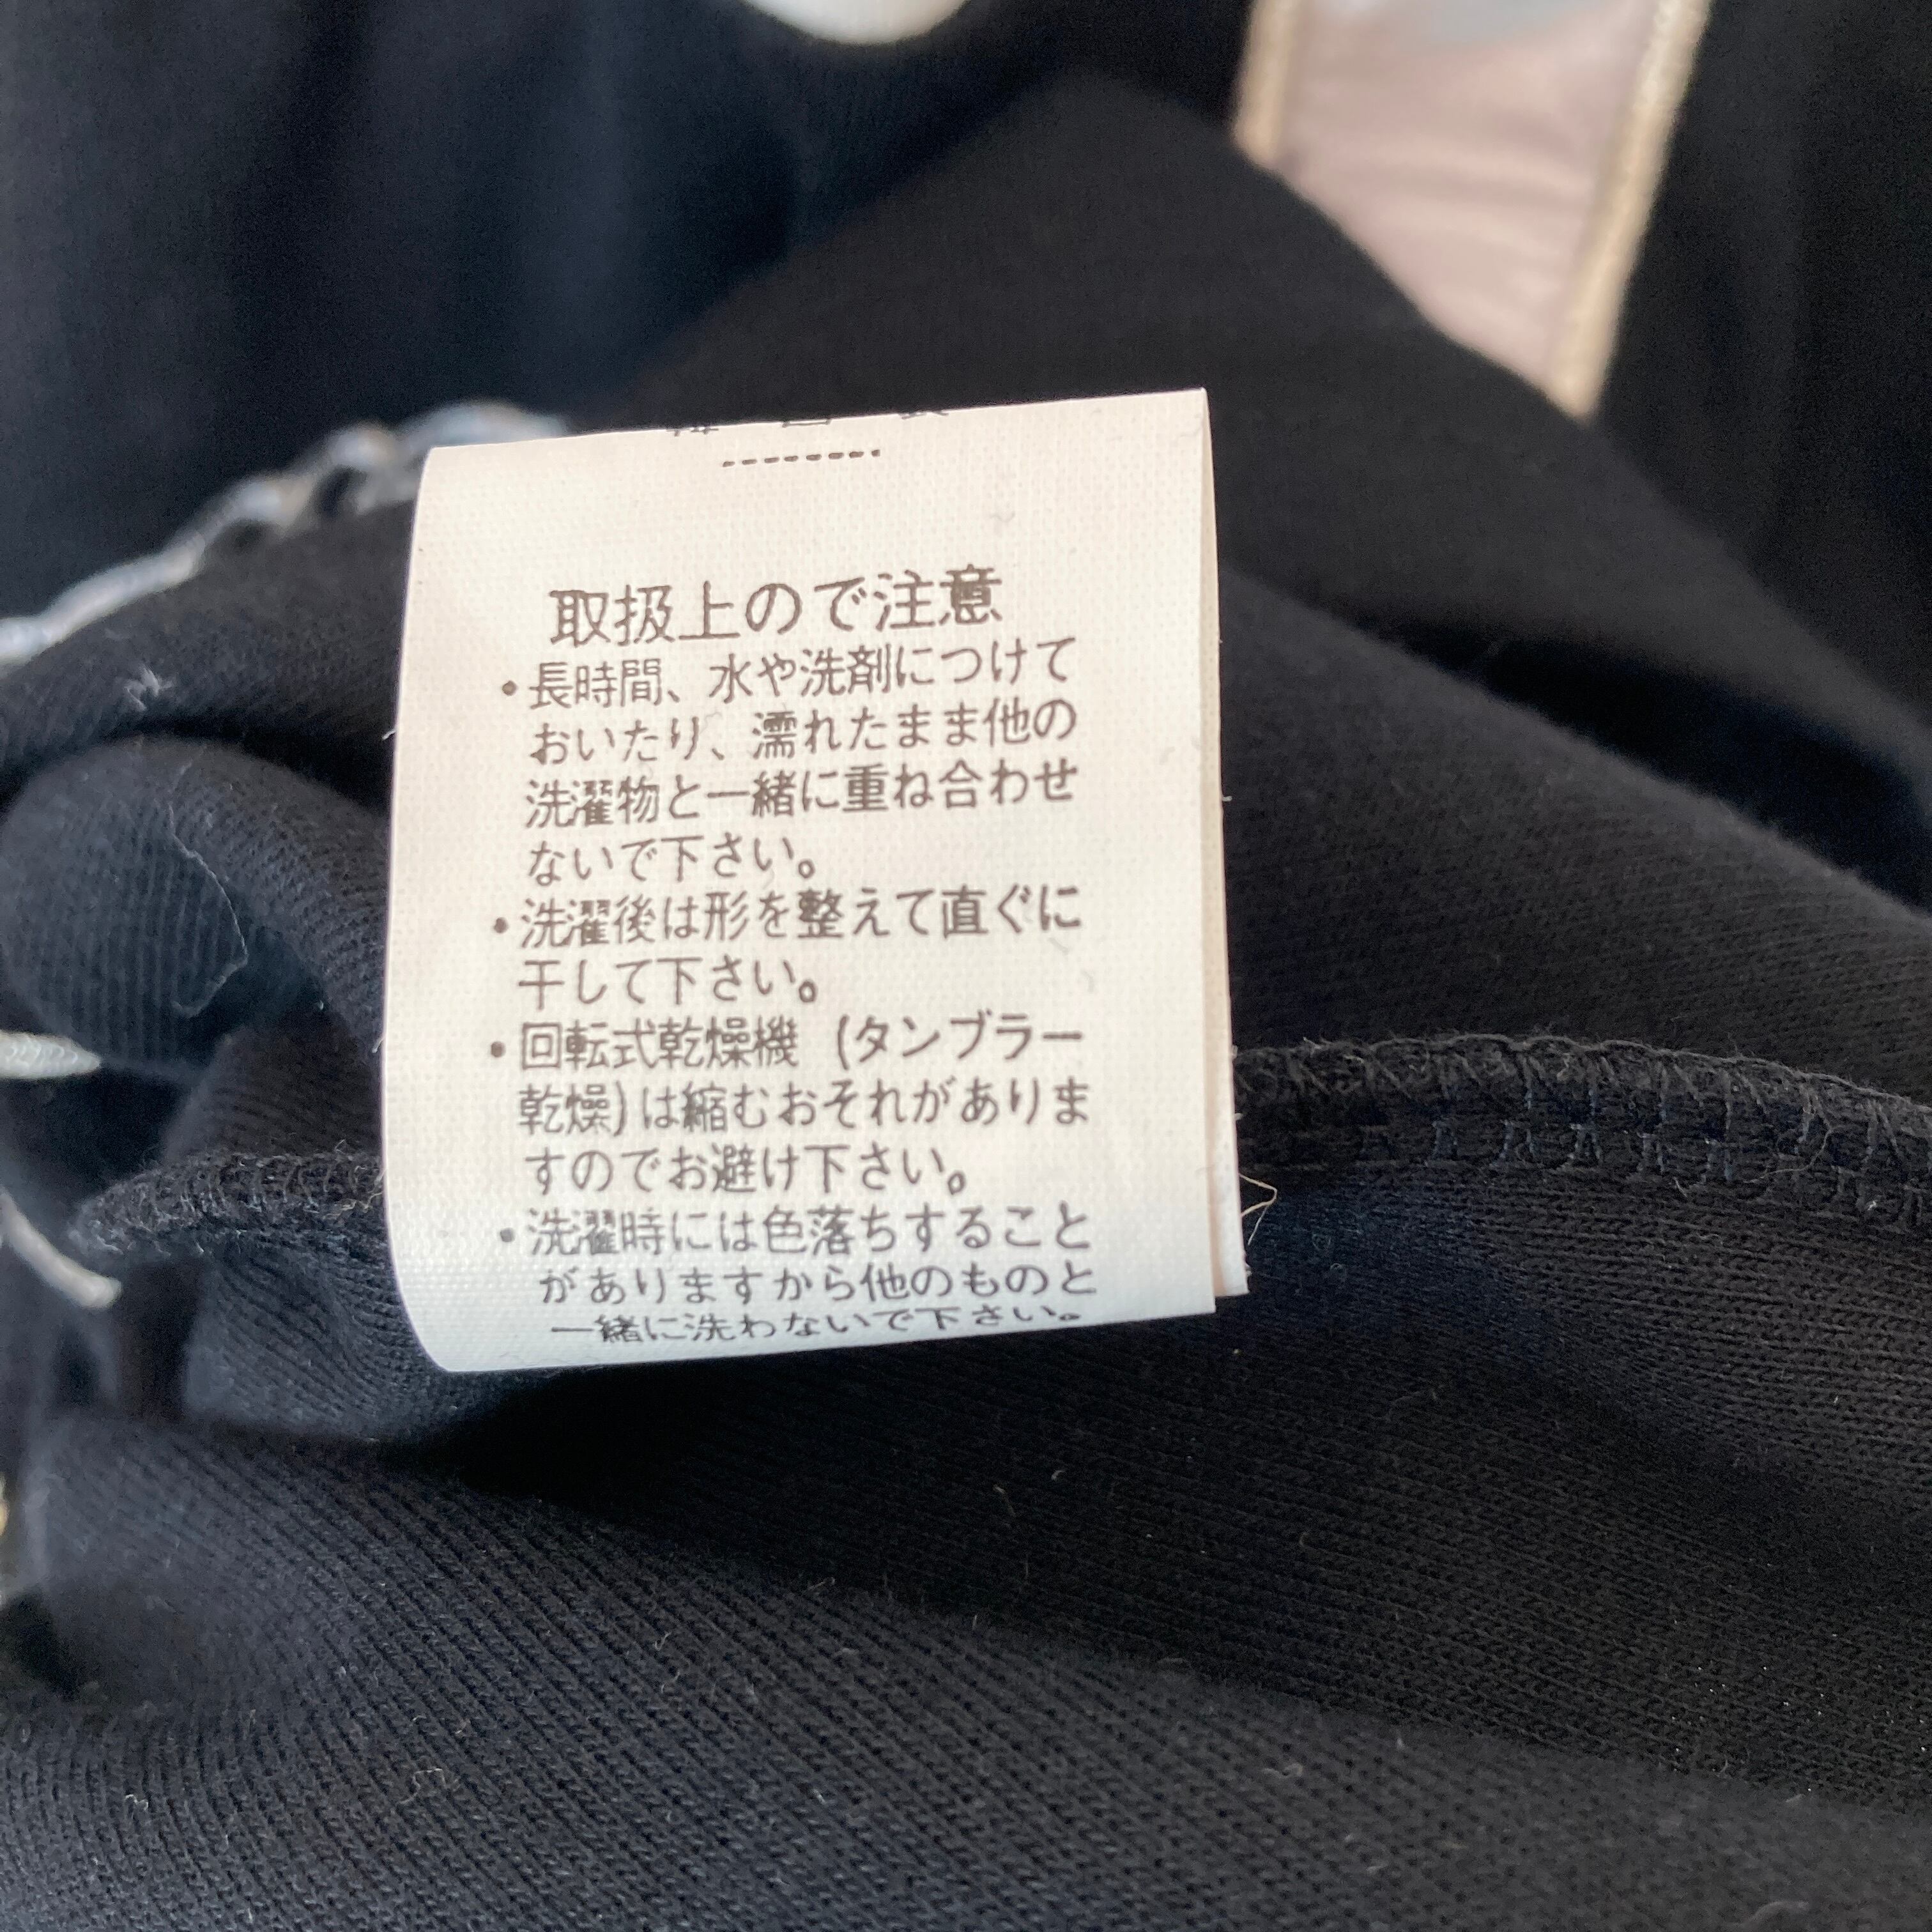 取扱上ので注意
・長時間、水や洗剤につけて
おいたり、濡れたまま他の
洗濯物と一緒に重ね合わせ
ないで下さい。
・洗濯後は形を整えて直ぐに
干して下さい。
・回転式乾燥機 (タンブラー
乾燥)は縮むおそれがありま
すのでお避け下さい。
・洗濯時には色落ちすること
がありますから他のものと
一緒に洗わないで下さい。